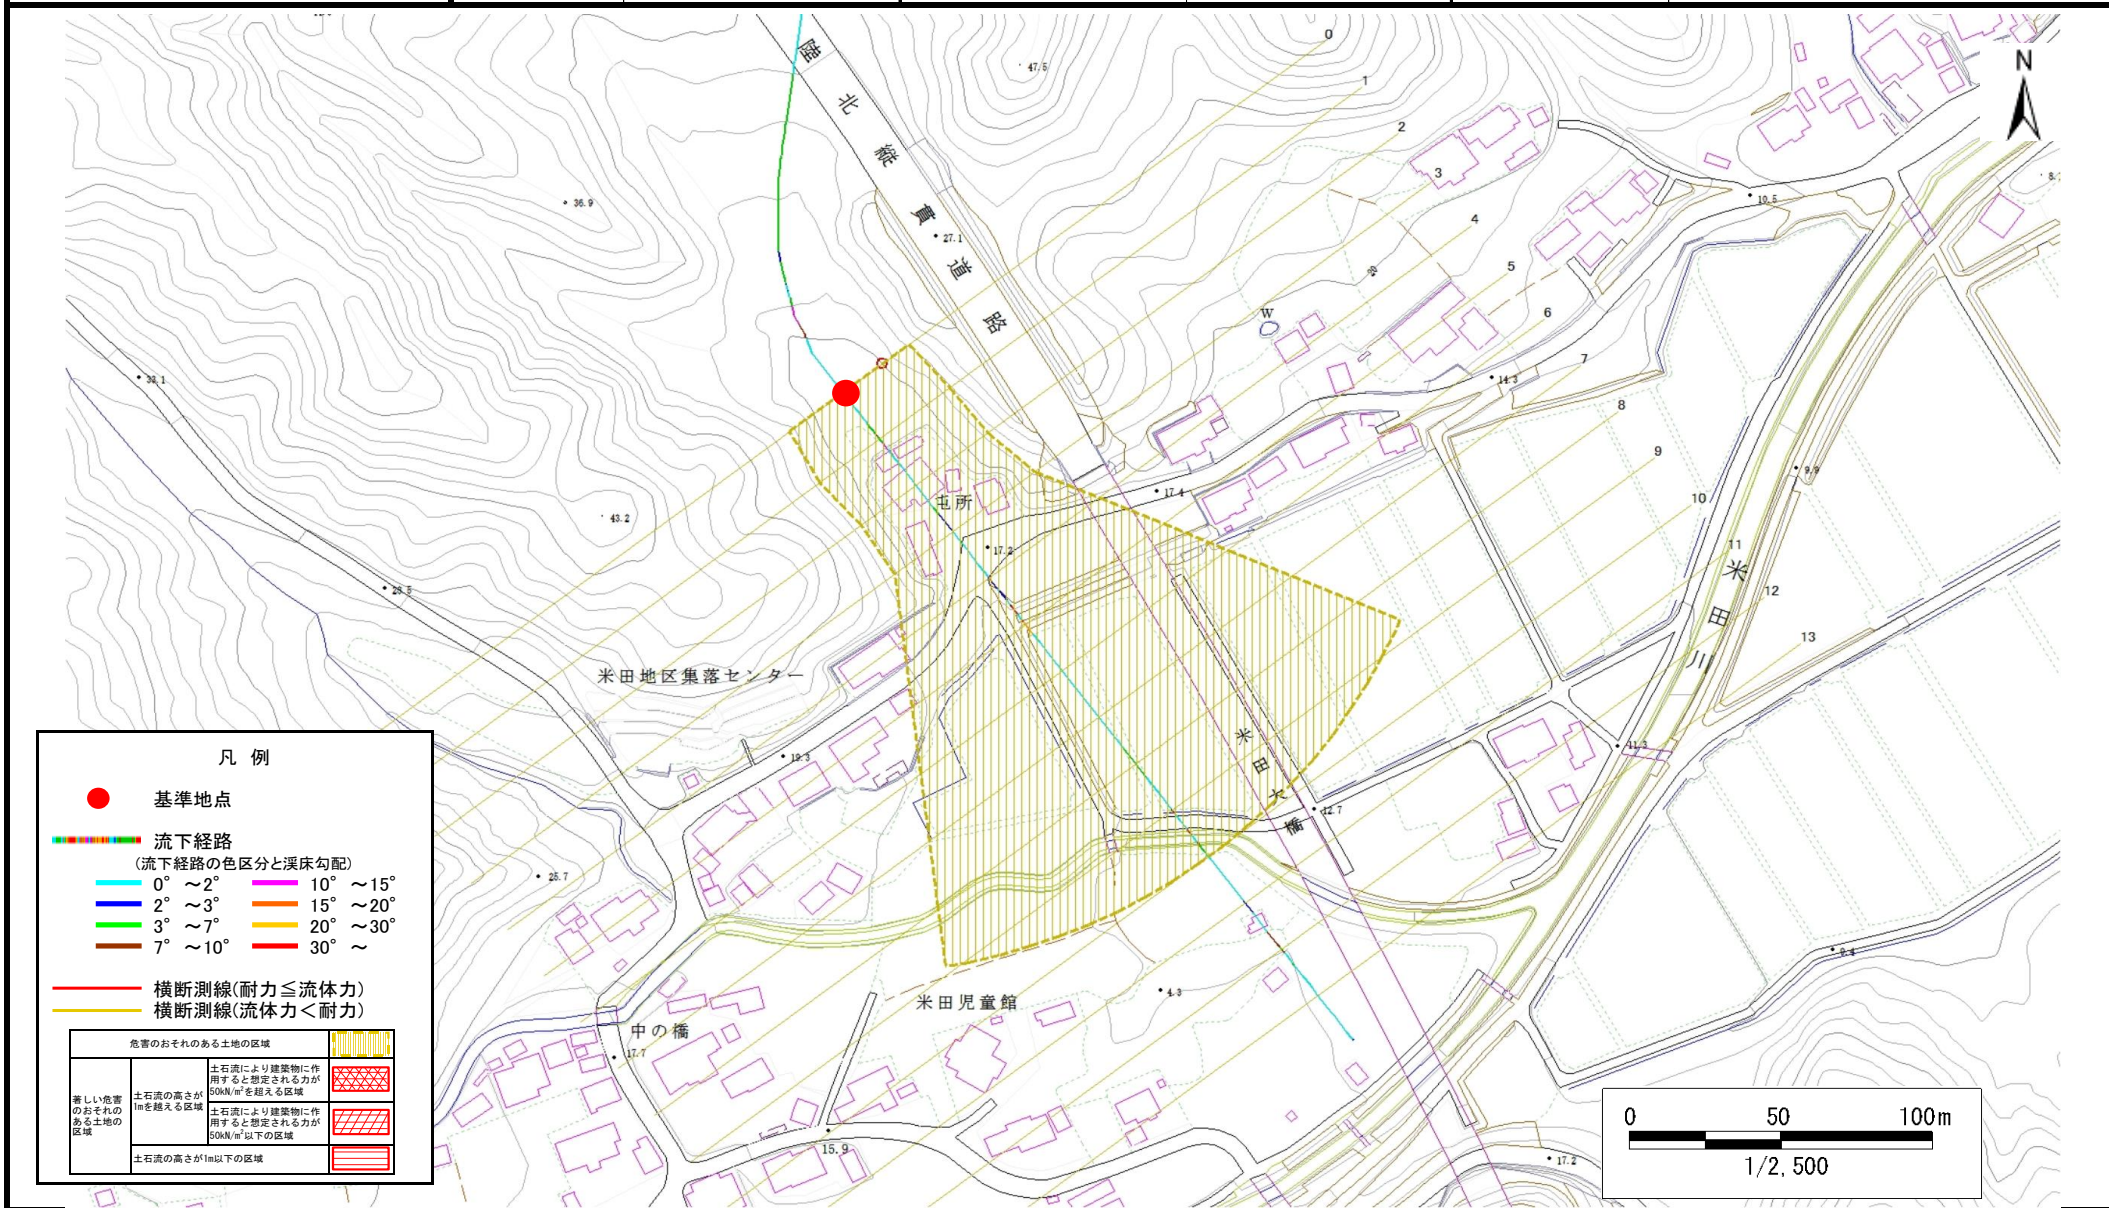 N
0
1
2
3
4
5
6
7
8
9
10
11
12
13
47.5
36.9
27.1
33.1
43.2
17.4
17.2
14.3
10.5
9.9
20
W
陸北縦貫道路
屯所
米田地区集落センター
19.3
25.7
12.7
11.3
9.4
4.3
17.7
15.9
17.2
米田川
米田大橋
米田児童館
中の橋
凡 例
基準地点
流下経路
(流下経路の色区分と渓床勾配)
0° ～2° 10° ～15°
2° ～3° 15° ～20°
3° ～7° 20° ～30°
7° ～10° 30° ～
横断測線(耐力≦流体力)
横断測線(流体力＜耐力)
危害のおそれのある土地の区域
著しい危害
のおそれの
ある土地の
区域
土石流の高さが
1mを越える区域
土石流により建築物に作
用すると想定される力が
50kN/㎡を超える区域
土石流により建築物に作
用すると想定される力が
50kN/㎡以下の区域
土石流の高さが1m以下の区域
0 50 100m
1/2,500